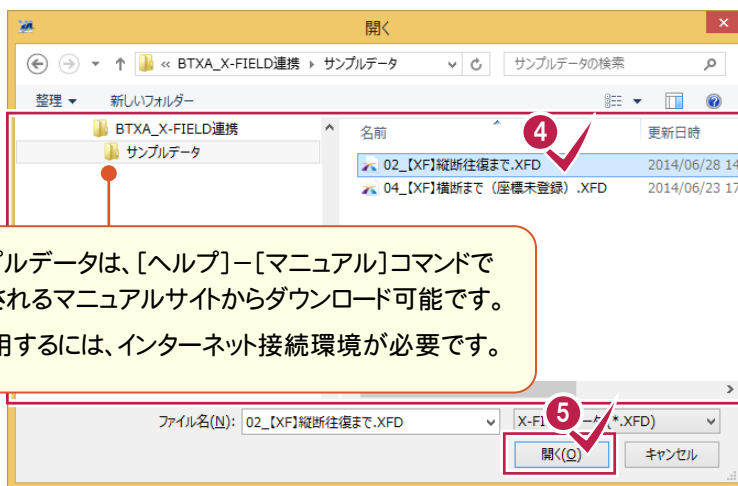 開く
« BTXA_X-FIELD連携 ▸ サンプルデータ
サンプルデータの検索
整理
新しいフォルダー
BTXA_X-FIELD連携
サンプルデータ
名前
更新日時
4
02_【XF】縦断往復まで.XFD
2014/06/28 14
04_【XF】横断まで（座標未登録）.XFD
2014/06/23 17
プルデータは、[ヘルプ]－[マニュアル]コマンドで
されるマニュアルサイトからダウンロード可能です。
用するには、インターネット接続環境が必要です。
ファイル名(N):
02_【XF】縦断往復まで.XFD
(*.XFD)
5
開く(O)
キャンセル